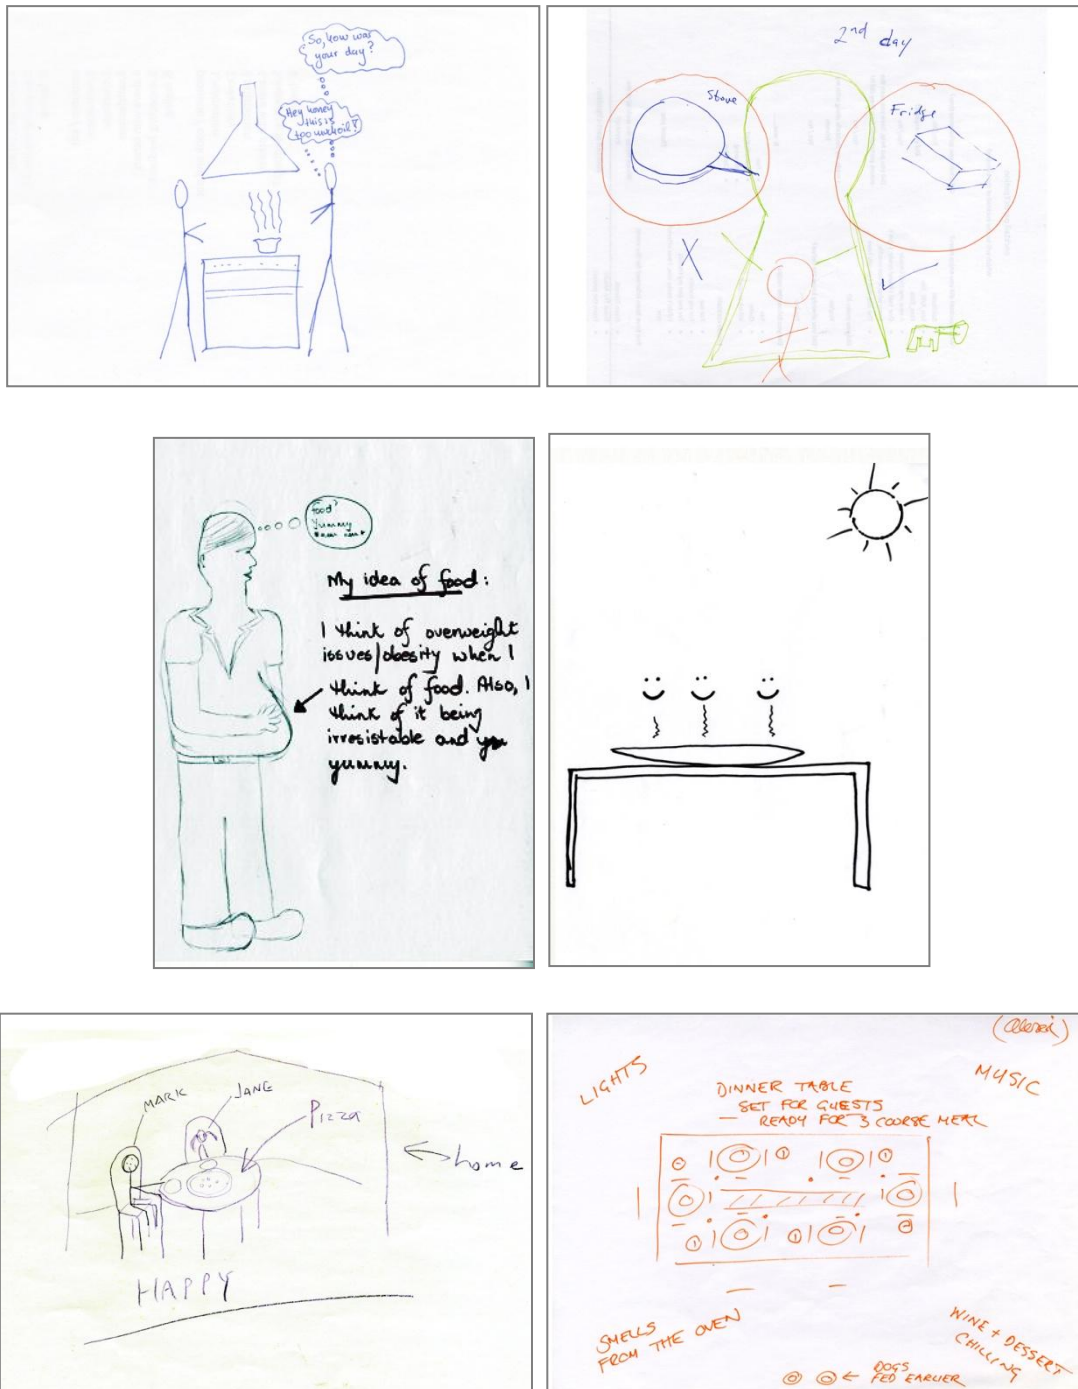 So, how was
your day?
Hey honey
this is
too much oil!
2nd day
Stove
Fridge
food?
Yummy
My idea of food:
I think of overweight
issues/obesity when I
think of food. Also, I
think of it being
irresistable and
yummy.
MARK
JANE
Pizza
home
HAPPY
LIGHTS
MUSIC
DINNER TABLE
SET FOR GUESTS
— READY FOR 3 COURSE MEAL
SMELLS
FROM THE OVEN
WINE + DESSERT
CHILLING
DOGS
FED EARLIER